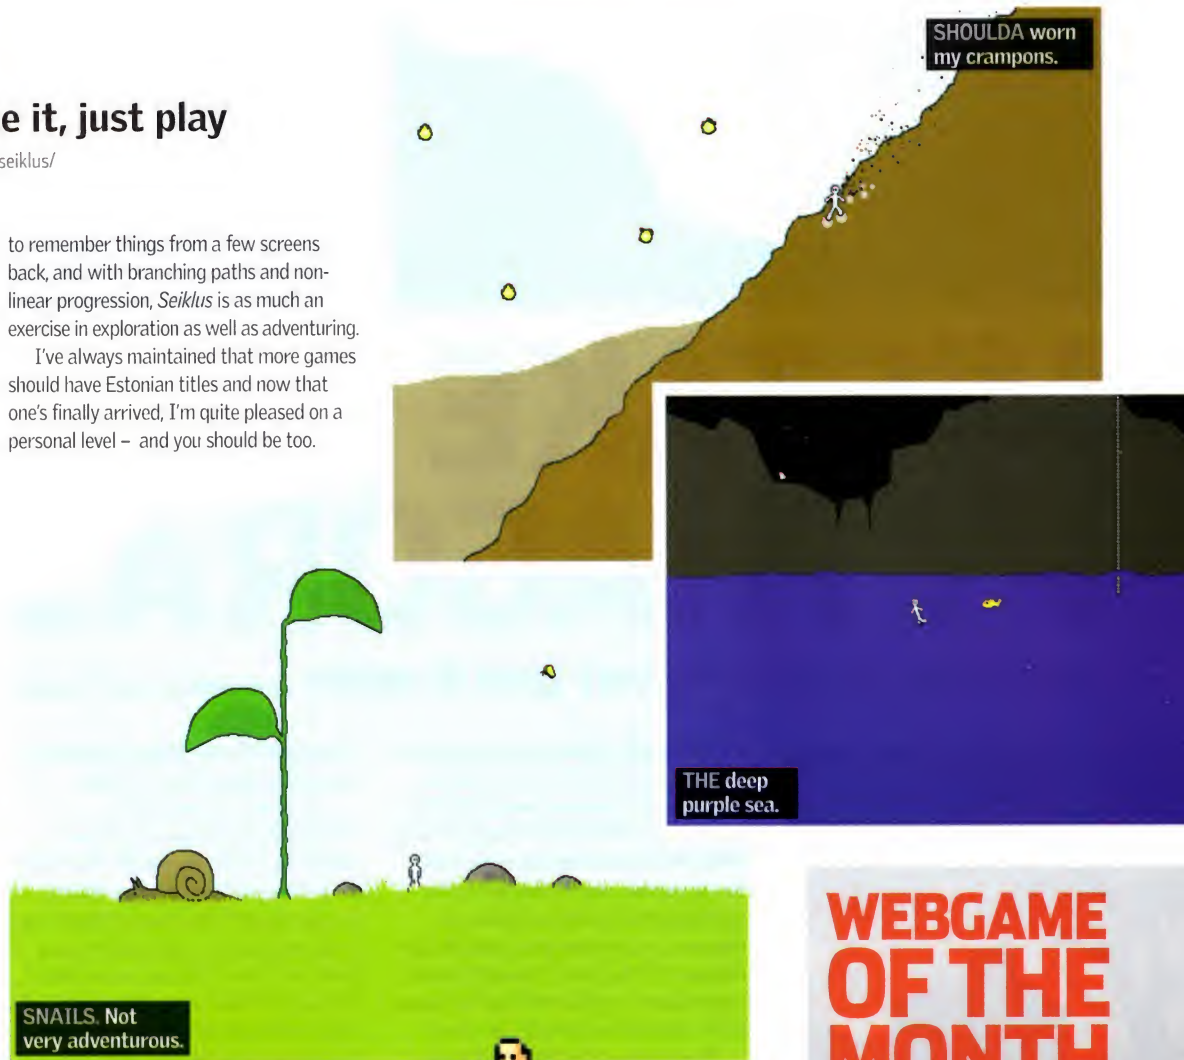 e it, just play
seiklus/
to remember things from a few screens
back, and with branching paths and non-
linear progression, Seiklus is as much an
exercise in exploration as well as adventuring.
I've always maintained that more games
should have Estonian titles and now that
one's finally arrived, I'm quite pleased on a
personal level – and you should be too.
SHOULDA worn
my crampons.
THE deep
purple sea.
SNAILS. Not
very adventurous.
WEBGAME
OF THE
MONTH